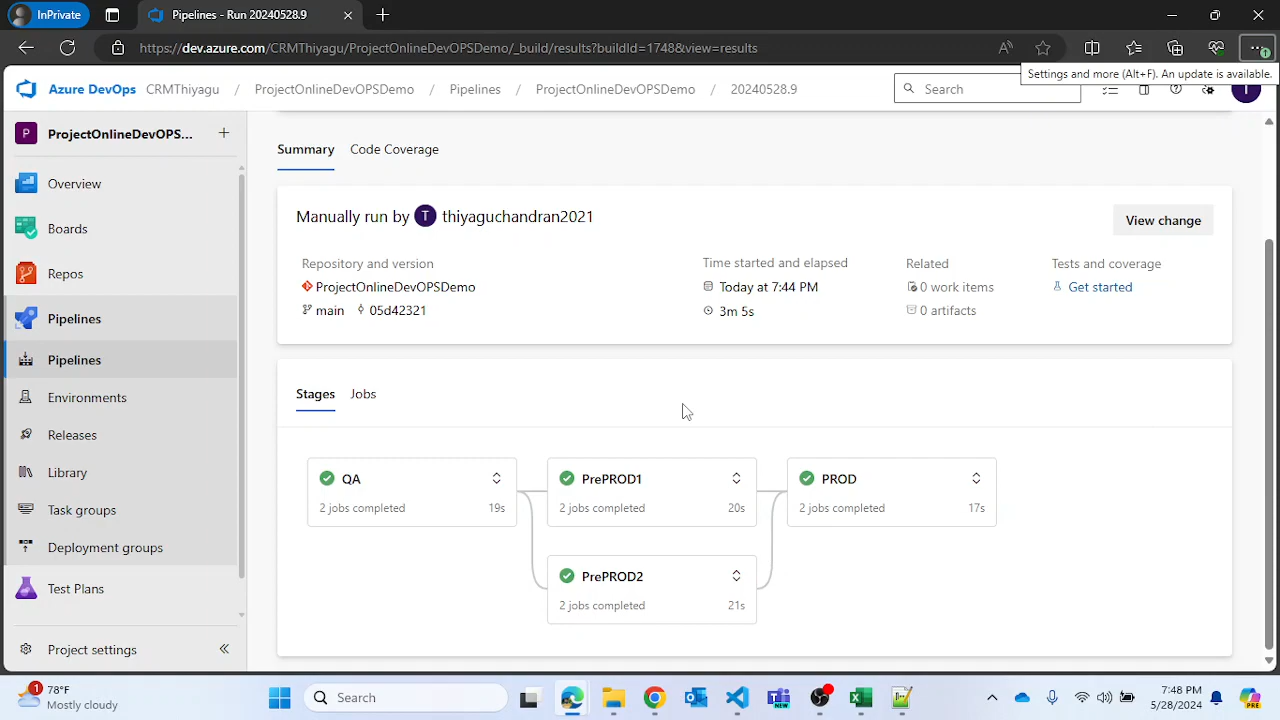 InPrivate
Pipelines - Run 20240528.9
https://dev.azure.com/CRMThiyagu/ProjectOnlineDevOPSDemo/_build/results?buildId=1748&view=results
Settings and more (Alt+F). An update is available.
Azure DevOps CRMThiyagu / ProjectOnlineDevOPSDemo / Pipelines / ProjectOnlineDevOPSDemo / 20240528.9
Search
T
P ProjectOnlineDevOPS... +
Overview
Boards
Repos
Pipelines
Pipelines
Environments
Releases
Library
Task groups
Deployment groups
Test Plans
Project settings
Summary Code Coverage
Manually run by T thiyaguchandran2021
View change
Repository and version
ProjectOnlineDevOPSDemo
main 05d42321
Time started and elapsed
Today at 7:44 PM
3m 5s
Related
0 work items
0 artifacts
Tests and coverage
Get started
Stages Jobs
QA
2 jobs completed 19s
PrePROD1
2 jobs completed 20s
PROD
2 jobs completed 17s
PrePROD2
2 jobs completed 21s
1
78°F
Mostly cloudy
Search
NEW
7:48 PM
5/28/2024
PRE